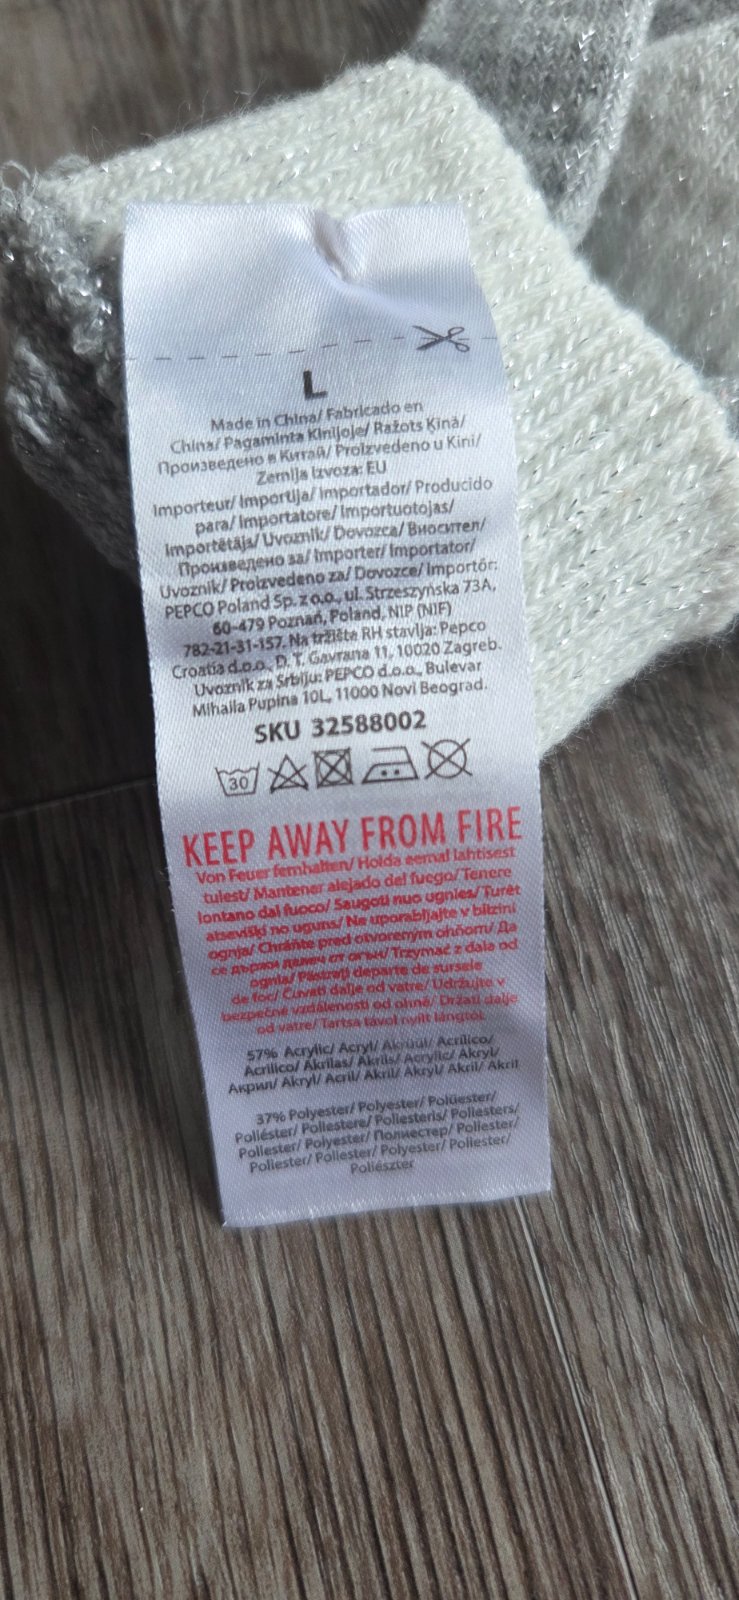 L
Made in China/ Fabricado en
China/ Pagaminta Kinijoje/ Ražots Ķīnā/
Произведено в Китай/ Proizvedeno u Kini/
Zemlja Izvoza: EU
Importeur/ Importija/ Importador/ Producido
para/ Importatore/ Importuotojas/
Importētāja/ Uvoznik/ Dovozca/ Вносител/
Произведено за/ Importer/ Importator/
Uvoznik/ Proizvedeno za/ Dovozce/ Importőr:
PEPCO Poland Sp. z o.o., ul. Strzeszyńska 73A,
60-479 Poznań, Poland, NIP (NIF)
782-21-31-157, Na tržište RH stavlja: Pepco
Croatia d.o.o., D. T. Gavrana 11, 10020 Zagreb.
Uvoznik za Srbiju: PEPCO d.o.o., Bulevar
Mihaila Pupina 10L, 11000 Novi Beograd.
SKU 32588002
30
KEEP AWAY FROM FIRE
Von Feuer fernhalten/ Hoida eemal lahtisest
tulest/ Mantener alejado del fuego/ Tenere
lontano dal fuoco/ Saugoti nuo ugnies/ Turēt
atsevišķi no uguns/ Ne uporabljajte v bližini
ognja/ Chráňte pred otvoreným ohňom/ Да
се държи далеч от огън/ Trzymać z dala od
ognia/ Păstrați departe de sursele
de foc/ Čuvati dalje od vatre/ Udržujte v
bezpečné vzdálenosti od ohně/ Držati dalje
od vatre/ Tartsa távol nyílt lángtól.
57% Acrylic/ Acryl/ Akrüül/ Acrílico/
Acrilico/ Akrilas/ Akrils/ Acrylic/ Akryl/
Акрил/ Akryl/ Acril/ Akril/ Akryl/ Akril/ Akril
37% Polyester/ Polyester/ Polüester/
Poliéster/ Poliestere/ Poliesteris/ Poliesters/
Poliester/ Polyester/ Полиестер/ Poliester/
Poliester/ Poliester/ Polyester/ Poliester/
Poliészter